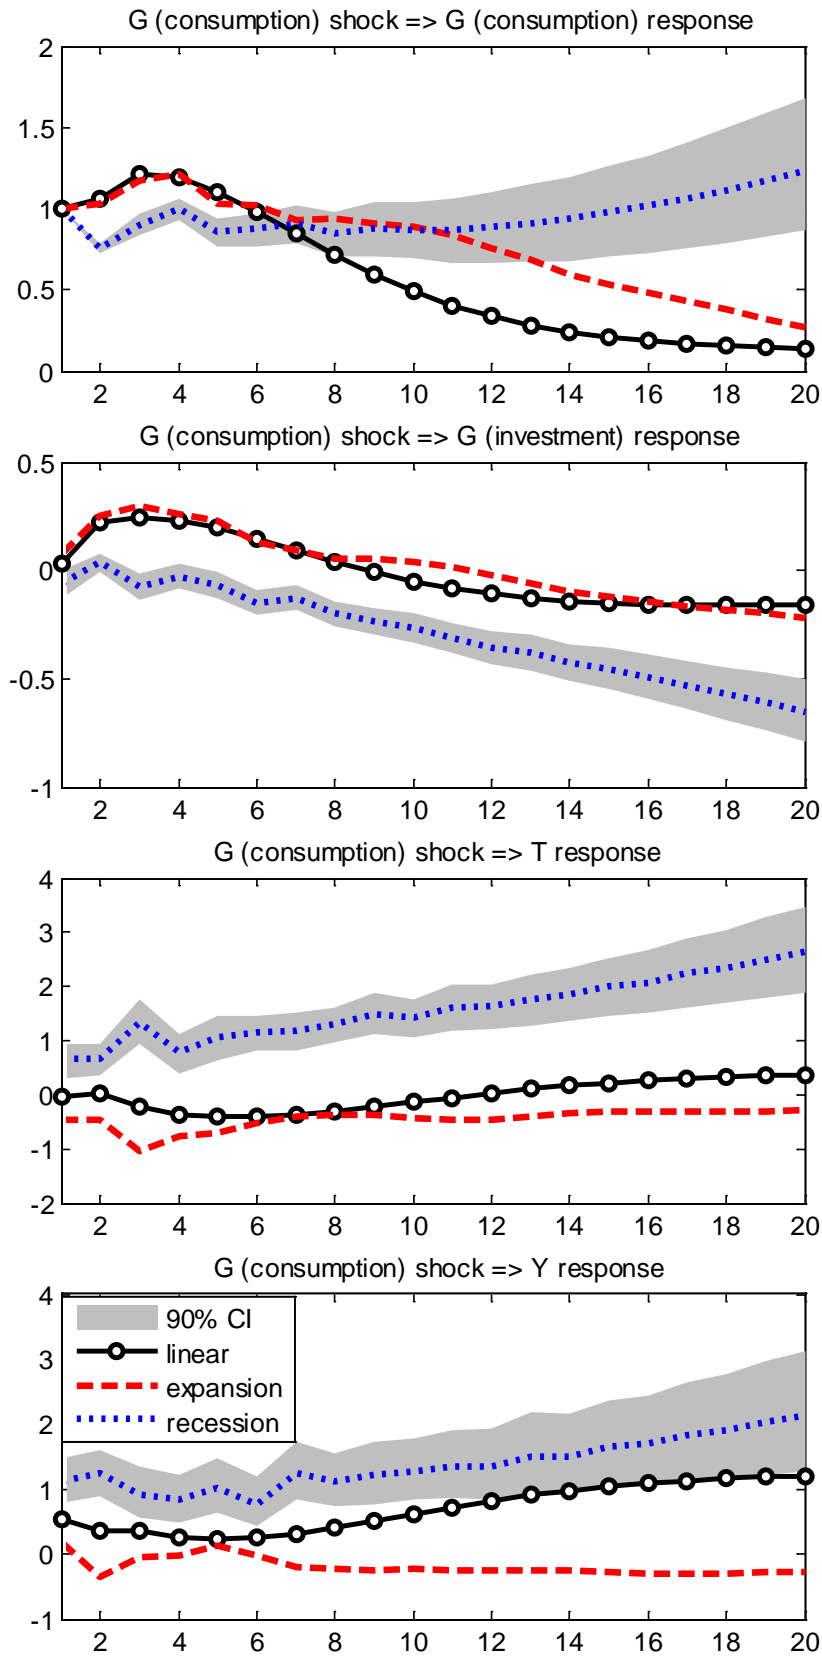 G (consumption) shock => G (consumption) response
2
1.5
1
0.5
0
2 4 6 8 10 12 14 16 18 20
G (consumption) shock => G (investment) response
0.5
0
-0.5
-1
2 4 6 8 10 12 14 16 18 20
G (consumption) shock => T response
4
3
2
1
0
-1
-2
2 4 6 8 10 12 14 16 18 20
G (consumption) shock => Y response
4
3
2
1
0
-1
90% CI
linear
expansion
recession
2 4 6 8 10 12 14 16 18 20